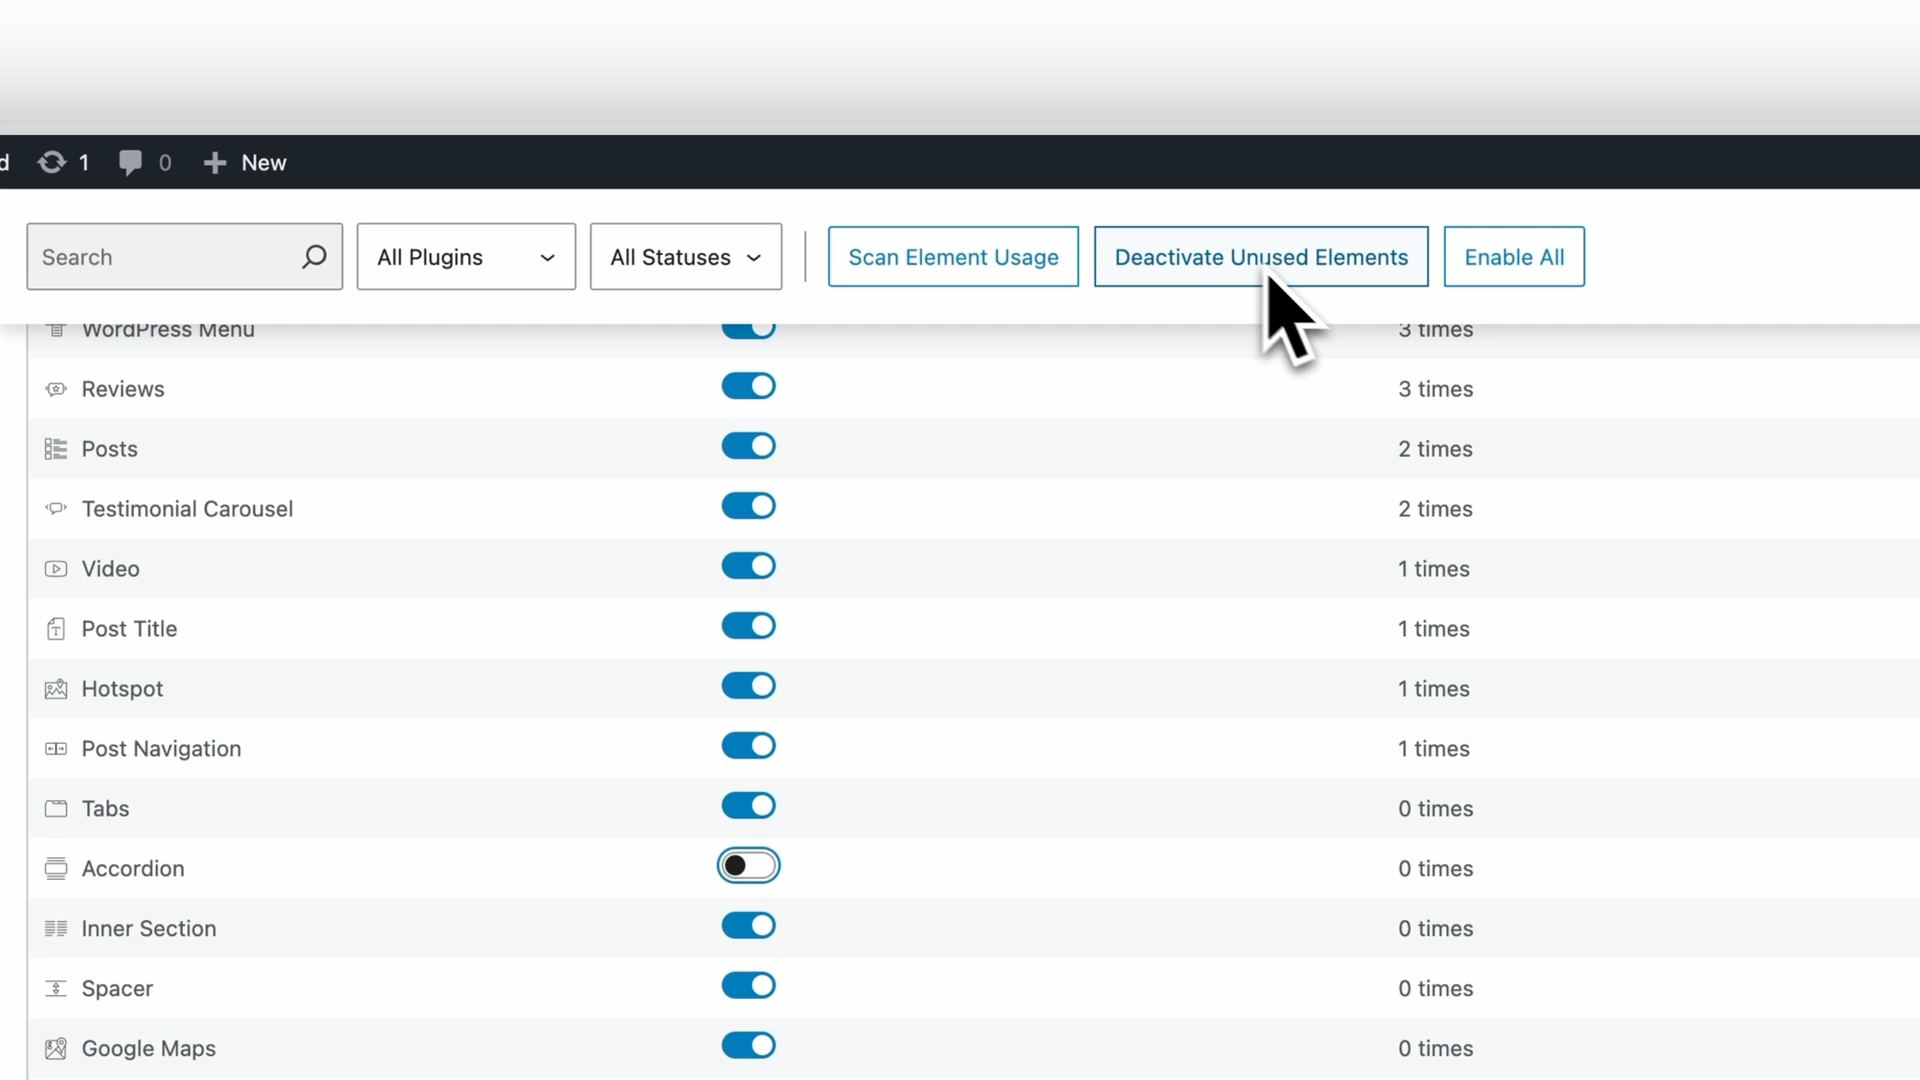 d 1 0 New
Search All Plugins All Statuses Scan Element Usage Deactivate Unused Elements Enable All
WordPress Menu 3 times
Reviews 3 times
Posts 2 times
Testimonial Carousel 2 times
Video 1 times
Post Title 1 times
Hotspot 1 times
Post Navigation 1 times
Tabs 0 times
Accordion 0 times
Inner Section 0 times
Spacer 0 times
Google Maps 0 times